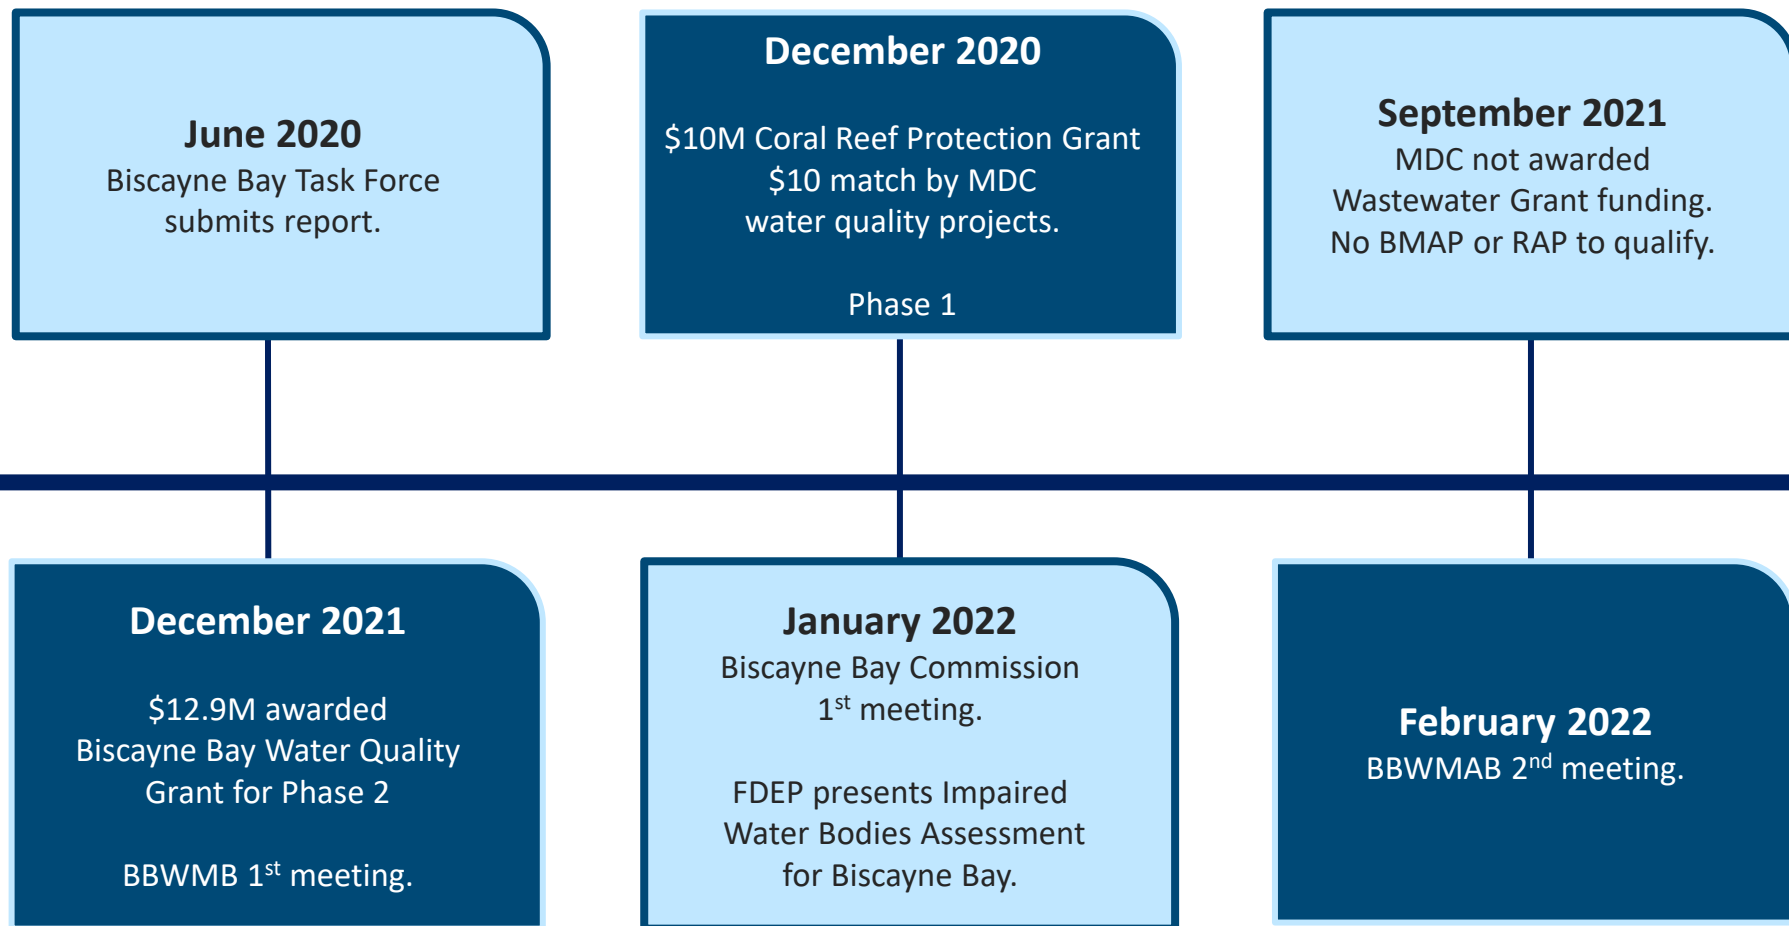 June 2020
Biscayne Bay Task Force
submits report.
December 2020
$10M Coral Reef Protection Grant
$10 match by MDC
water quality projects.
Phase 1
September 2021
MDC not awarded
Wastewater Grant funding.
No BMAP or RAP to qualify.
December 2021
$12.9M awarded
Biscayne Bay Water Quality
Grant for Phase 2
BBWMB 1st meeting.
January 2022
Biscayne Bay Commission
1st meeting.
FDEP presents Impaired
Water Bodies Assessment
for Biscayne Bay.
February 2022
BBWMAB 2nd meeting.